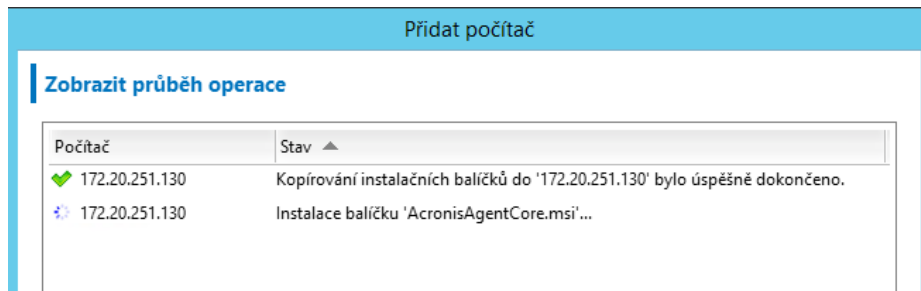 Přidat počítač
Zobrazit průběh operace
Počítač Stav
172.20.251.130 Kopírování instalačních balíčků do '172.20.251.130' bylo úspěšně dokončeno.
172.20.251.130 Instalace balíčku 'AcronisAgentCore.msi'...